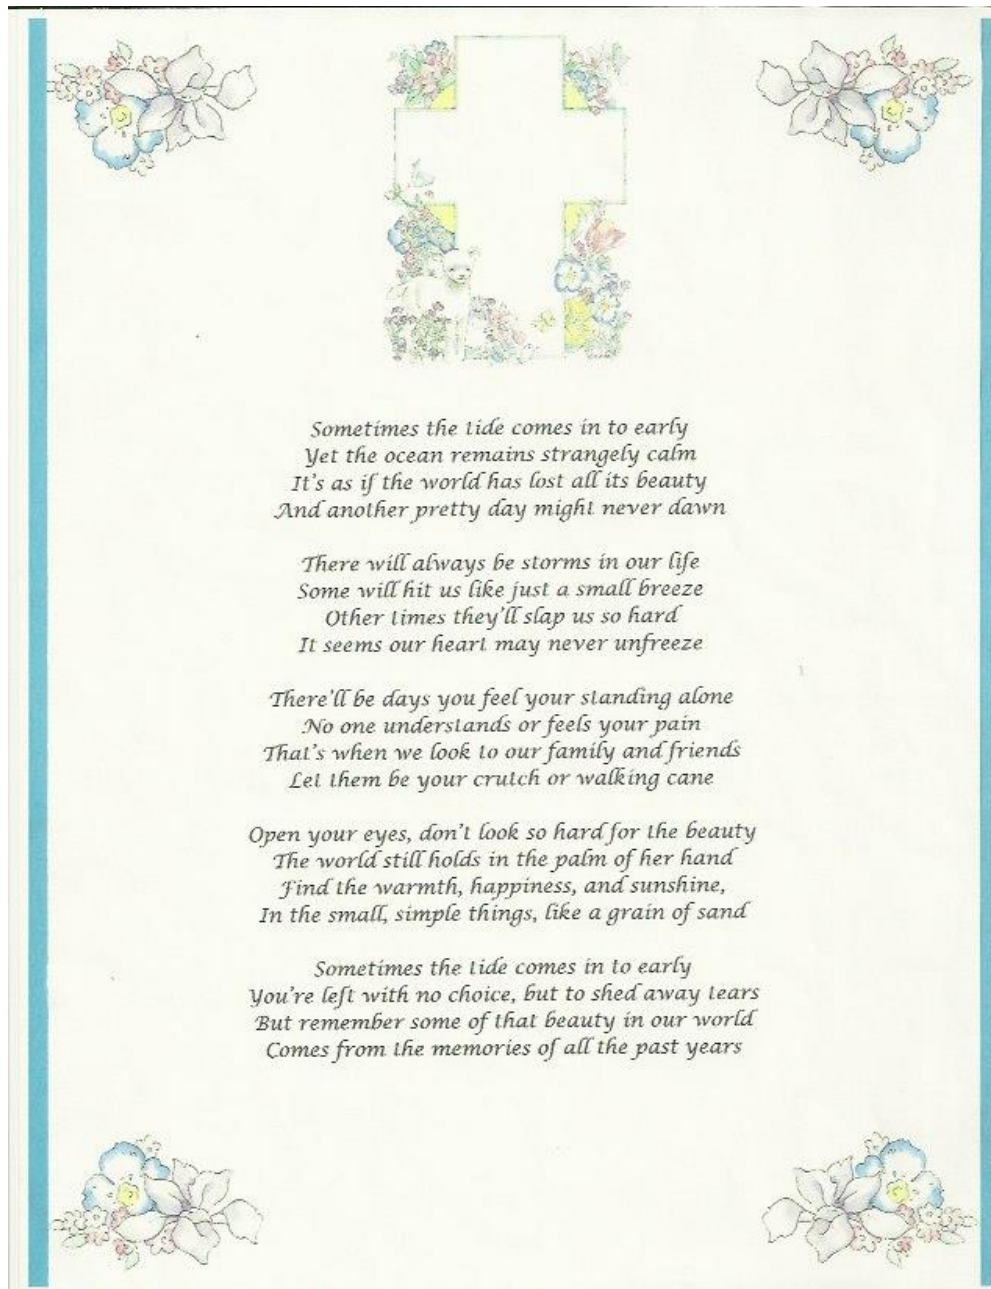 Sometimes the tide comes in to early
Yet the ocean remains strangely calm
It's as if the world has lost all its beauty
And another pretty day might never dawn
There will always be storms in our life
Some will hit us like just a small breeze
Other times they'll slap us so hard
It seems our heart may never unfreeze
There'll be days you feel your standing alone
No one understands or feels your pain
That's when we look to our family and friends
Let them be your crutch or walking cane
Open your eyes, don't look so hard for the beauty
The world still holds in the palm of her hand
Find the warmth, happiness, and sunshine,
In the small, simple things, like a grain of sand
Sometimes the tide comes in to early
You're left with no choice, but to shed away tears
But remember some of that beauty in our world
Comes from the memories of all the past years